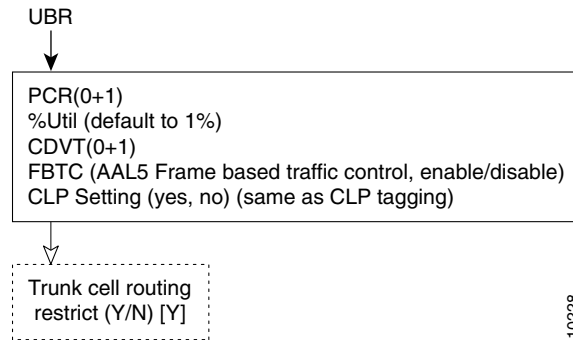 UBR
PCR(0+1)
%Util (default to 1%)
CDVT(0+1)
FBTC (AAL5 Frame based traffic control, enable/disable)
CLP Setting (yes, no) (same as CLP tagging)
Trunk cell routing
restrict (Y/N) [Y]